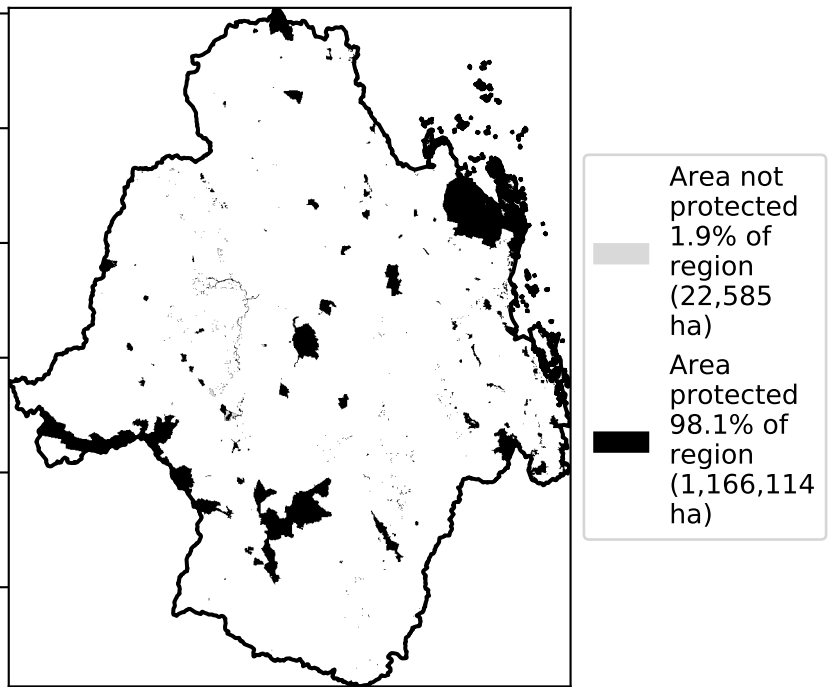 Area not
protected
1.9% of
region
(22,585
ha)
Area
protected
98.1% of
region
(1,166,114
ha)